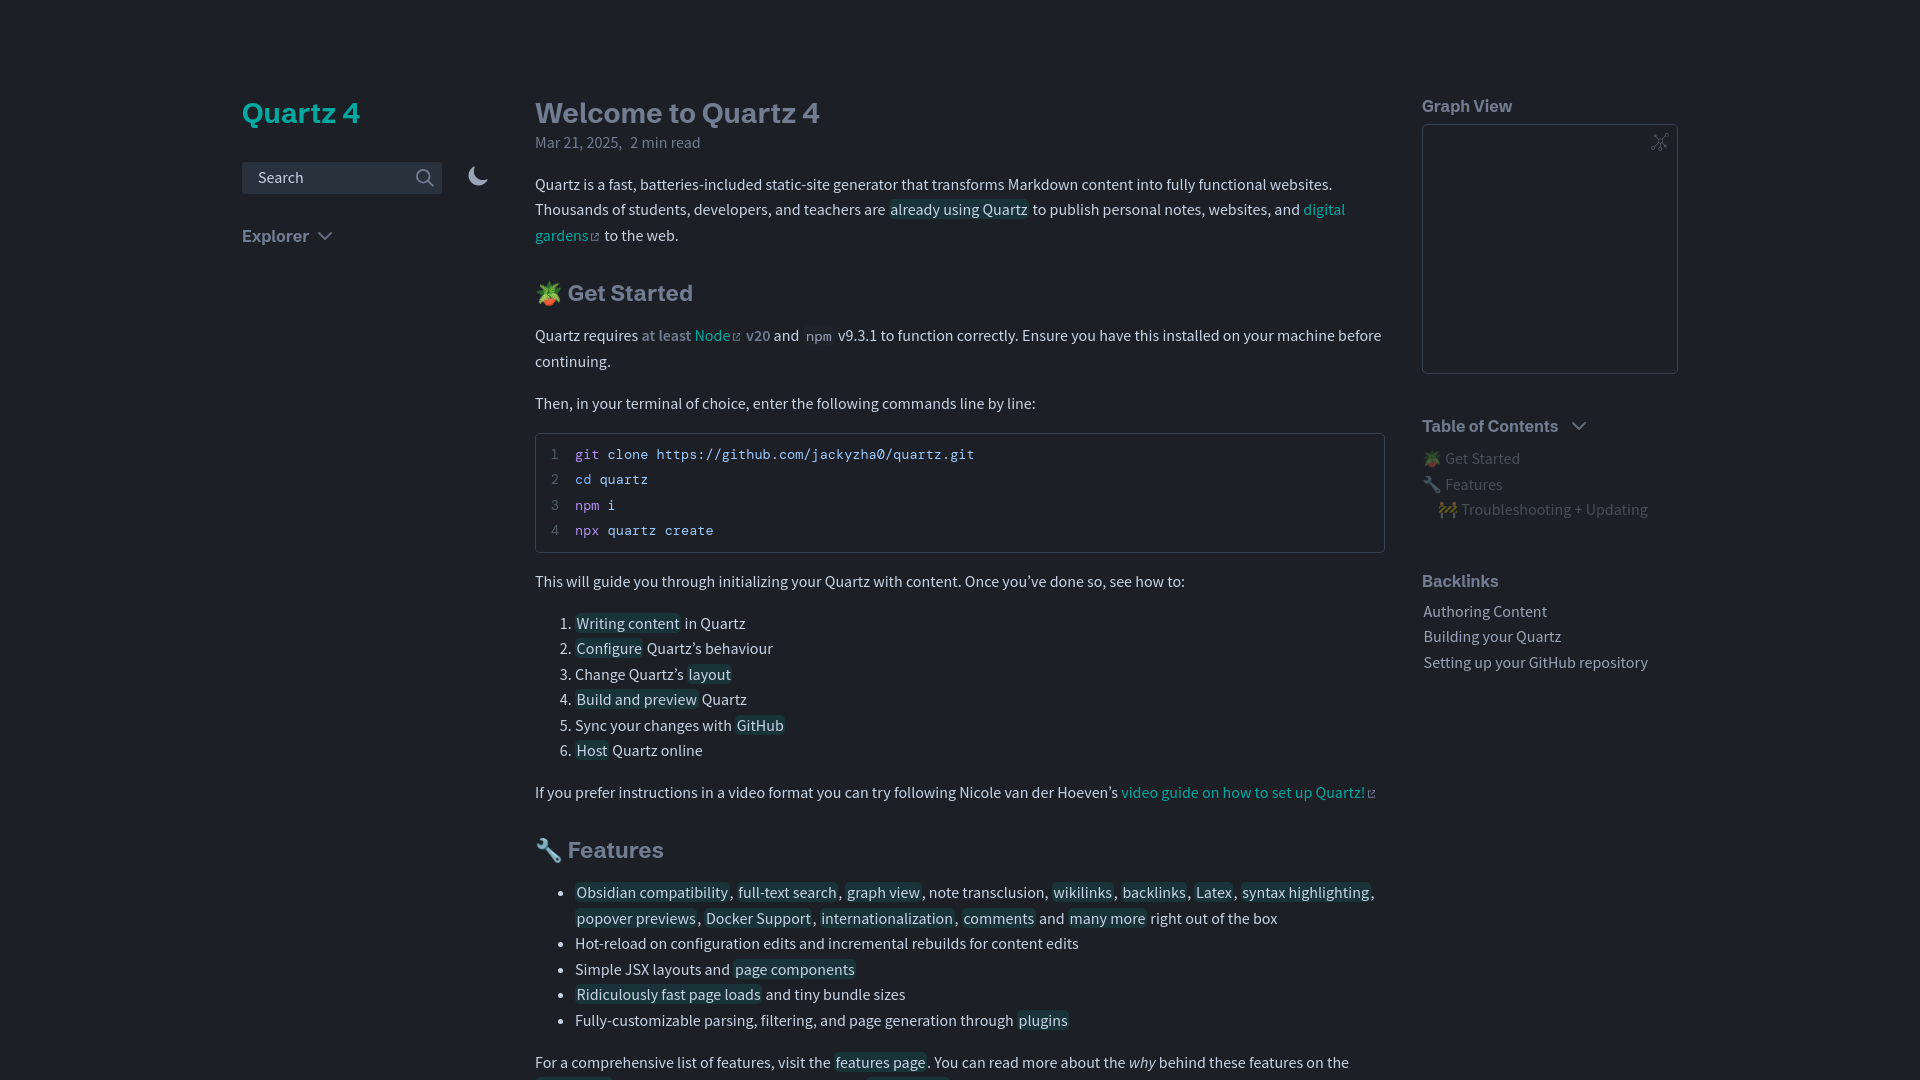 Quartz 4
Search
Explorer
Welcome to Quartz 4
Mar 21, 2025, 2 min read
Quartz is a fast, batteries-included static-site generator that transforms Markdown content into fully functional websites.
Thousands of students, developers, and teachers are already using Quartz to publish personal notes, websites, and digital
gardens to the web.
🪴 Get Started
Quartz requires at least Node v20 and npm v9.3.1 to function correctly. Ensure you have this installed on your machine before
continuing.
Then, in your terminal of choice, enter the following commands line by line:
1 git clone https://github.com/jackyzha0/quartz.git
2 cd quartz
3 npm i
4 npx quartz create
This will guide you through initializing your Quartz with content. Once you’ve done so, see how to:
1. Writing content in Quartz
2. Configure Quartz’s behaviour
3. Change Quartz’s layout
4. Build and preview Quartz
5. Sync your changes with GitHub
6. Host Quartz online
If you prefer instructions in a video format you can try following Nicole van der Hoeven’s video guide on how to set up Quartz!
🔧 Features
• Obsidian compatibility, full-text search, graph view, note transclusion, wikilinks, backlinks, Latex, syntax highlighting,
popover previews, Docker Support, internationalization, comments and many more right out of the box
• Hot-reload on configuration edits and incremental rebuilds for content edits
• Simple JSX layouts and page components
• Ridiculously fast page loads and tiny bundle sizes
• Fully-customizable parsing, filtering, and page generation through plugins
For a comprehensive list of features, visit the features page. You can read more about the why behind these features on the
Graph View
Table of Contents
🪴 Get Started
🔧 Features
🚧 Troubleshooting + Updating
Backlinks
Authoring Content
Building your Quartz
Setting up your GitHub repository